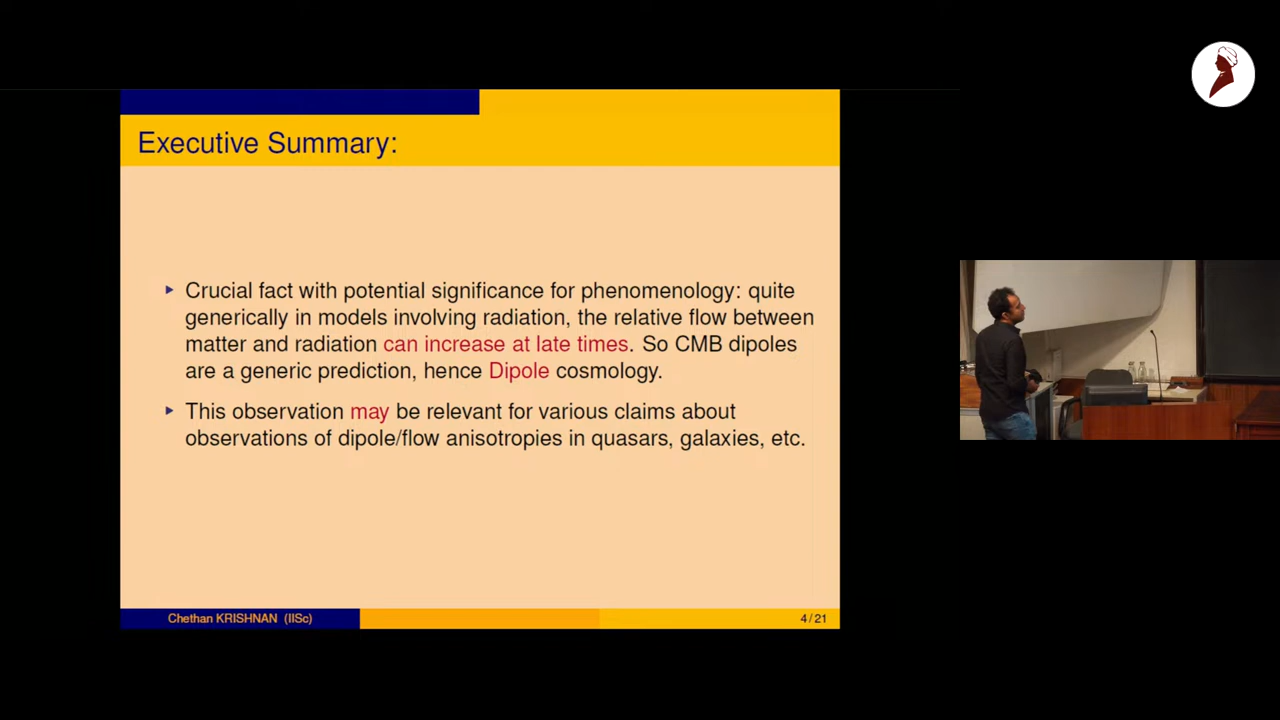 Executive Summary:
Crucial fact with potential significance for phenomenology: quite
generically in models involving radiation, the relative flow between
matter and radiation can increase at late times. So CMB dipoles
are a generic prediction, hence Dipole cosmology.
This observation may be relevant for various claims about
observations of dipole/flow anisotropies in quasars, galaxies, etc.
Chethan KRISHNAN (IISc)
4 / 21